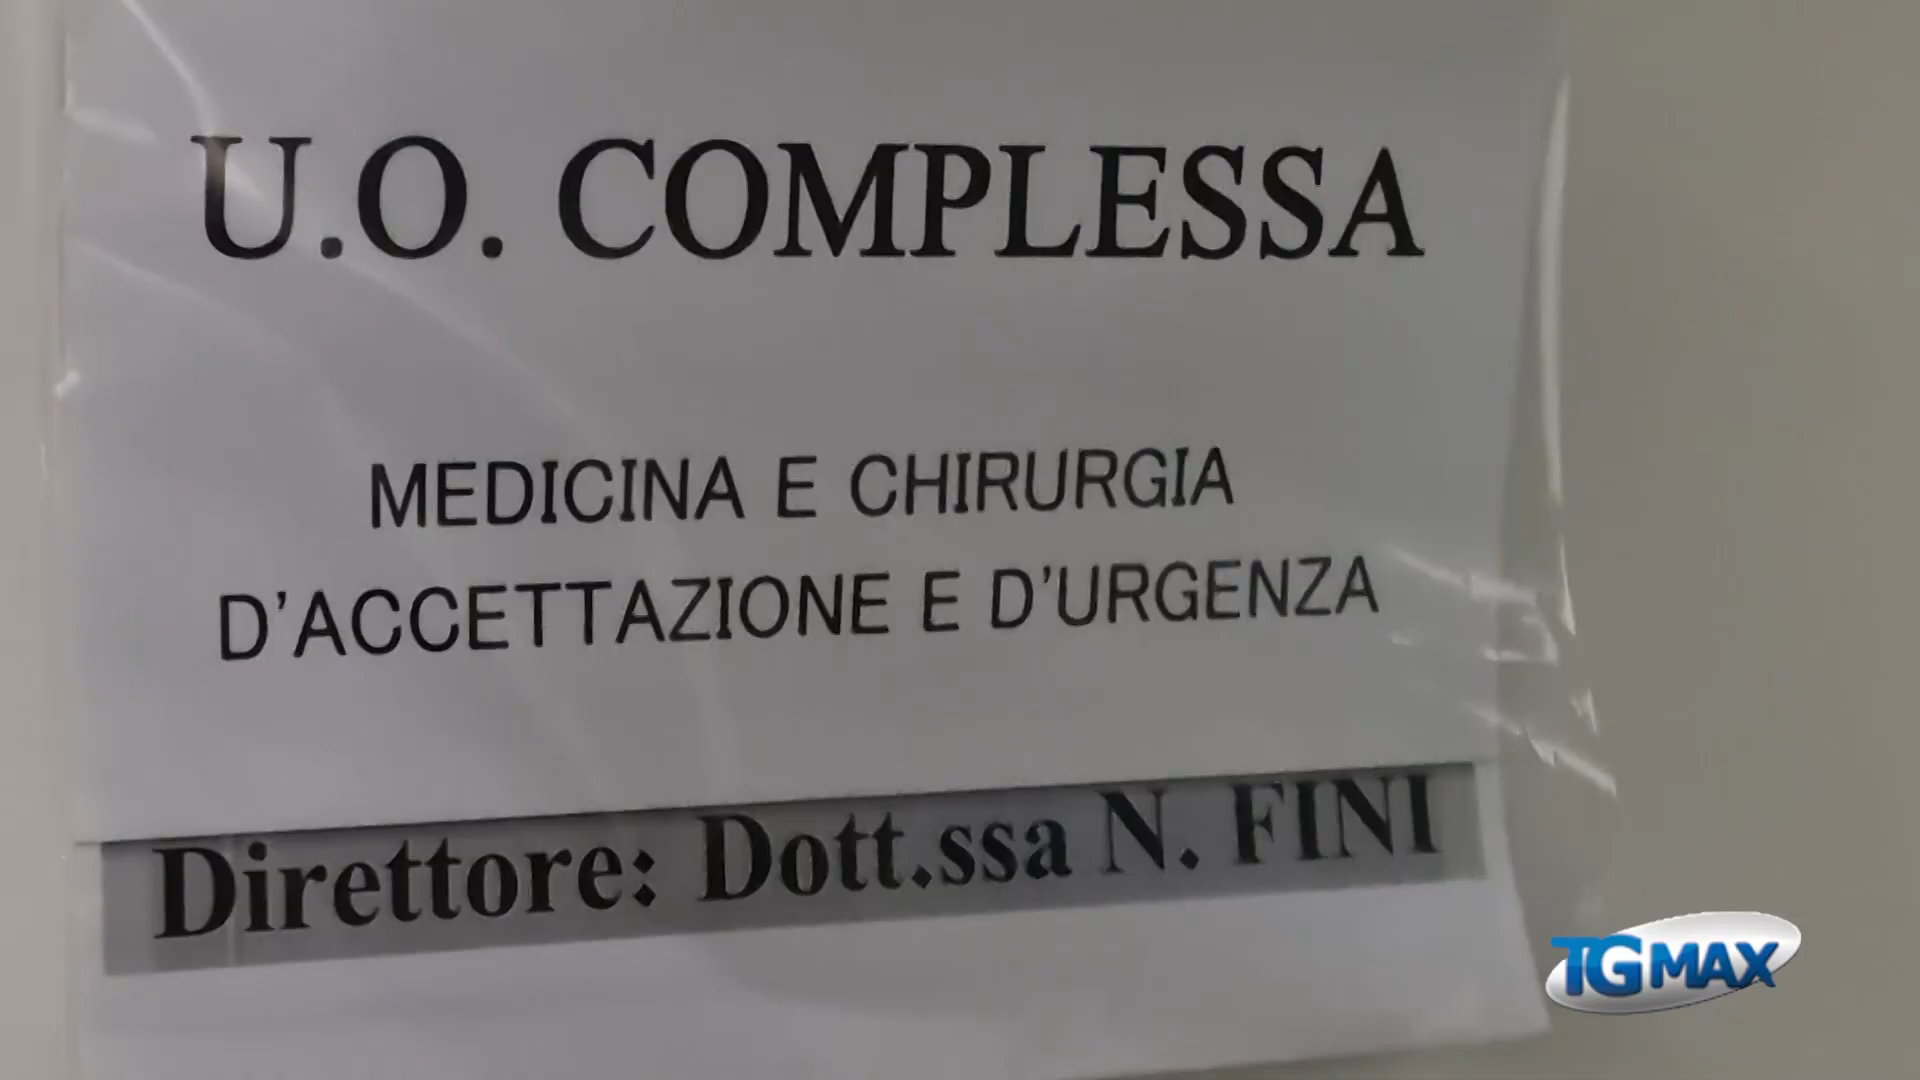 U.O. COMPLESSA
MEDICINA E CHIRURGIA
D'ACCETTAZIONE E D'URGENZA
Direttore: Dott.ssa N. FINI
TGMAX